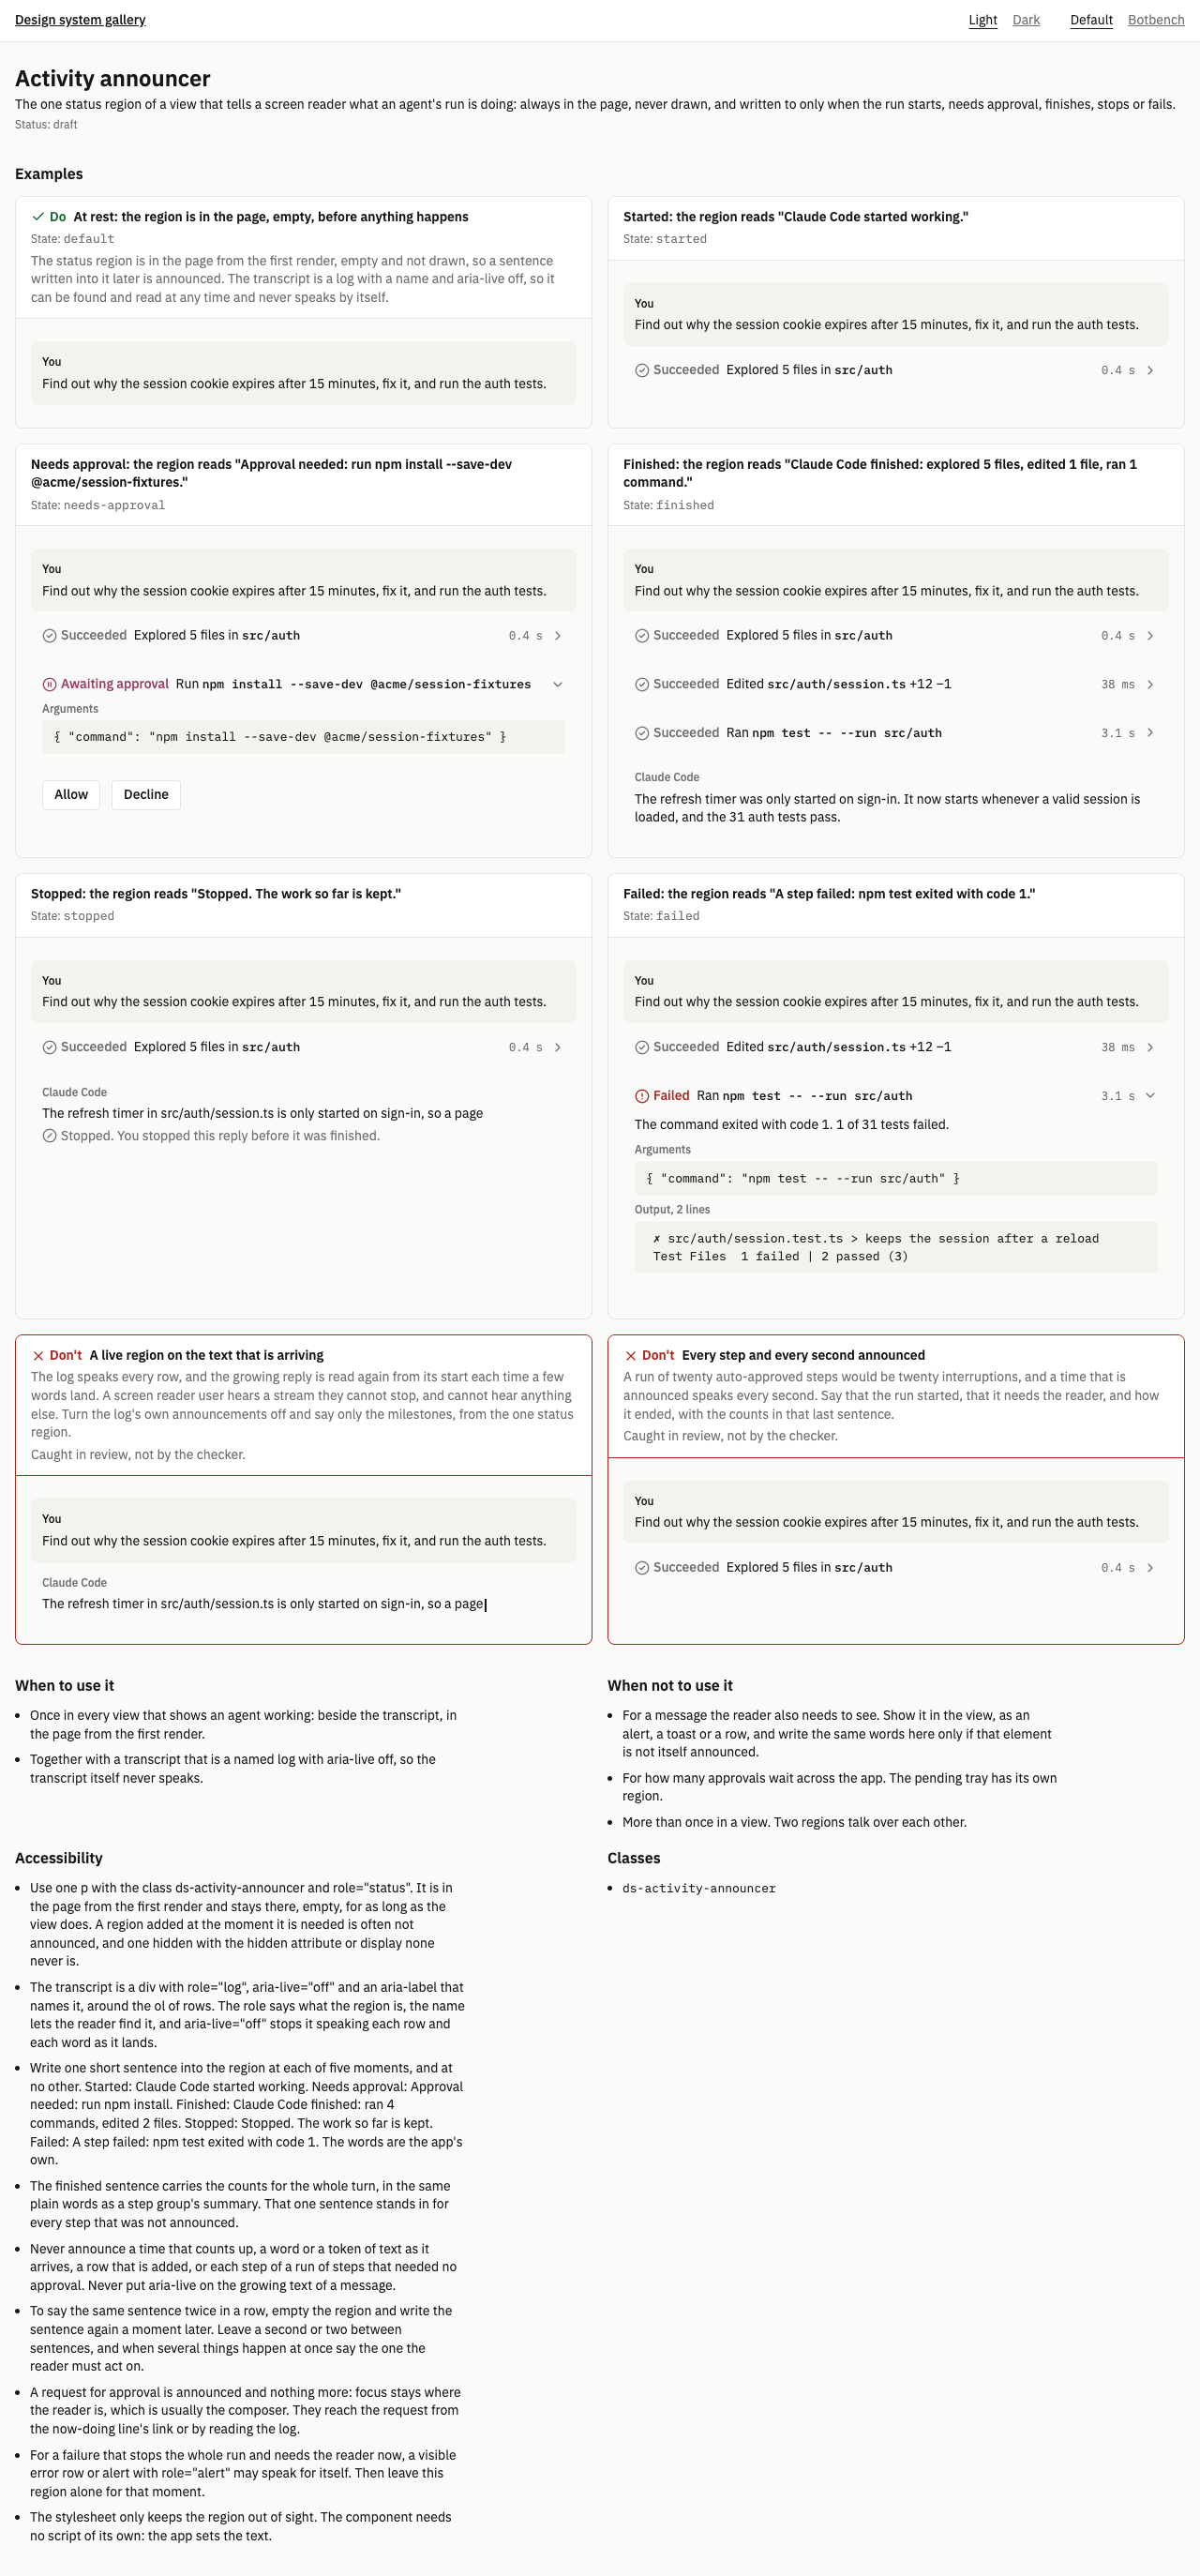 Design system gallery
Light Dark Default Botbench
Activity announcer
The one status region of a view that tells a screen reader what an agent's run is doing: always in the page, never drawn, and written to only when the run starts, needs approval, finishes, stops or fails.
Status: draft
Examples
Do At rest: the region is in the page, empty, before anything happens
State: default
The status region is in the page from the first render, empty and not drawn, so a sentence
written into it later is announced. The transcript is a log with a name and aria-live off, so it
can be found and read at any time and never speaks by itself.
You
Find out why the session cookie expires after 15 minutes, fix it, and run the auth tests.
Started: the region reads "Claude Code started working."
State: started
You
Find out why the session cookie expires after 15 minutes, fix it, and run the auth tests.
Succeeded Explored 5 files in src/auth 0.4 s
Needs approval: the region reads "Approval needed: run npm install --save-dev
@acme/session-fixtures."
State: needs-approval
You
Find out why the session cookie expires after 15 minutes, fix it, and run the auth tests.
Succeeded Explored 5 files in src/auth 0.4 s
Awaiting approval Run npm install --save-dev @acme/session-fixtures
Arguments
{ "command": "npm install --save-dev @acme/session-fixtures" }
Allow Decline
Finished: the region reads "Claude Code finished: explored 5 files, edited 1 file, ran 1
command."
State: finished
You
Find out why the session cookie expires after 15 minutes, fix it, and run the auth tests.
Succeeded Explored 5 files in src/auth 0.4 s
Succeeded Edited src/auth/session.ts +12 −1 38 ms
Succeeded Ran npm test -- --run src/auth 3.1 s
Claude Code
The refresh timer was only started on sign-in. It now starts whenever a valid session is
loaded, and the 31 auth tests pass.
Stopped: the region reads "Stopped. The work so far is kept."
State: stopped
You
Find out why the session cookie expires after 15 minutes, fix it, and run the auth tests.
Succeeded Explored 5 files in src/auth 0.4 s
Claude Code
The refresh timer in src/auth/session.ts is only started on sign-in, so a page
Stopped. You stopped this reply before it was finished.
Failed: the region reads "A step failed: npm test exited with code 1."
State: failed
You
Find out why the session cookie expires after 15 minutes, fix it, and run the auth tests.
Succeeded Edited src/auth/session.ts +12 −1 38 ms
Failed Ran npm test -- --run src/auth 3.1 s
The command exited with code 1. 1 of 31 tests failed.
Arguments
{ "command": "npm test -- --run src/auth" }
Output, 2 lines
✗ src/auth/session.test.ts > keeps the session after a reload
Test Files  1 failed | 2 passed (3)
Don't A live region on the text that is arriving
The log speaks every row, and the growing reply is read again from its start each time a few
words land. A screen reader user hears a stream they cannot stop, and cannot hear anything
else. Turn the log's own announcements off and say only the milestones, from the one status
region.
Caught in review, not by the checker.
You
Find out why the session cookie expires after 15 minutes, fix it, and run the auth tests.
Claude Code
The refresh timer in src/auth/session.ts is only started on sign-in, so a page
Don't Every step and every second announced
A run of twenty auto-approved steps would be twenty interruptions, and a time that is
announced speaks every second. Say that the run started, that it needs the reader, and how
it ended, with the counts in that last sentence.
Caught in review, not by the checker.
You
Find out why the session cookie expires after 15 minutes, fix it, and run the auth tests.
Succeeded Explored 5 files in src/auth 0.4 s
When to use it
Once in every view that shows an agent working: beside the transcript, in
the page from the first render.
Together with a transcript that is a named log with aria-live off, so the
transcript itself never speaks.
When not to use it
For a message the reader also needs to see. Show it in the view, as an
alert, a toast or a row, and write the same words here only if that element
is not itself announced.
For how many approvals wait across the app. The pending tray has its own
region.
More than once in a view. Two regions talk over each other.
Accessibility
Use one p with the class ds-activity-announcer and role="status". It is in
the page from the first render and stays there, empty, for as long as the
view does. A region added at the moment it is needed is often not
announced, and one hidden with the hidden attribute or display none
never is.
The transcript is a div with role="log", aria-live="off" and an aria-label that
names it, around the ol of rows. The role says what the region is, the name
lets the reader find it, and aria-live="off" stops it speaking each row and
each word as it lands.
Write one short sentence into the region at each of five moments, and at
no other. Started: Claude Code started working. Needs approval: Approval
needed: run npm install. Finished: Claude Code finished: ran 4
commands, edited 2 files. Stopped: Stopped. The work so far is kept.
Failed: A step failed: npm test exited with code 1. The words are the app's
own.
The finished sentence carries the counts for the whole turn, in the same
plain words as a step group's summary. That one sentence stands in for
every step that was not announced.
Never announce a time that counts up, a word or a token of text as it
arrives, a row that is added, or each step of a run of steps that needed no
approval. Never put aria-live on the growing text of a message.
To say the same sentence twice in a row, empty the region and write the
sentence again a moment later. Leave a second or two between
sentences, and when several things happen at once say the one the
reader must act on.
A request for approval is announced and nothing more: focus stays where
the reader is, which is usually the composer. They reach the request from
the now-doing line's link or by reading the log.
For a failure that stops the whole run and needs the reader now, a visible
error row or alert with role="alert" may speak for itself. Then leave this
region alone for that moment.
The stylesheet only keeps the region out of sight. The component needs
no script of its own: the app sets the text.
Classes
ds-activity-announcer